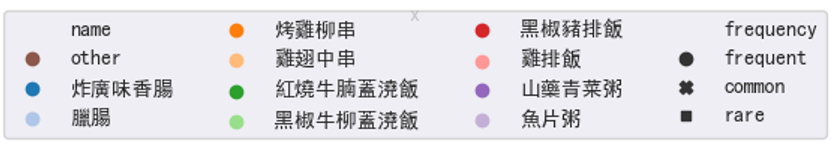 x
name
other
炸廣味香腸
臘腸
烤雞柳串
雞翅中串
紅燒牛腩蓋澆飯
黑椒牛柳蓋澆飯
黑椒豬排飯
雞排飯
山藥青菜粥
魚片粥
frequency
frequent
common
rare